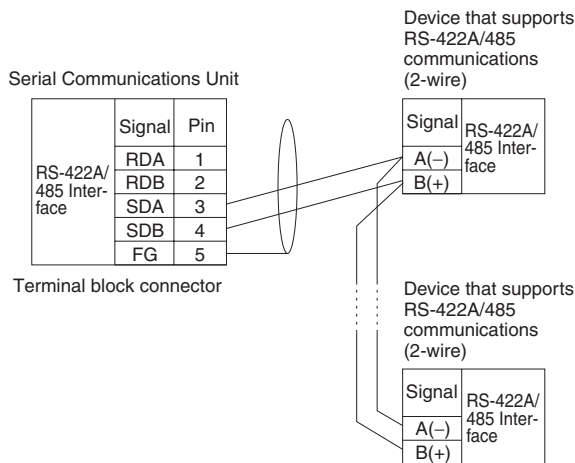 Device that supports
RS-422A/485
communications
(2-wire)
Serial Communications Unit
Signal Pin
RS-422A/
485 Inter-
face
RDA 1
RDB 2
SDA 3
SDB 4
FG 5
Terminal block connector
Signal
A(−)
B(+)
RS-422A/
485 Inter-
face
Device that supports
RS-422A/485
communications
(2-wire)
Signal
A(−)
B(+)
RS-422A/
485 Inter-
face